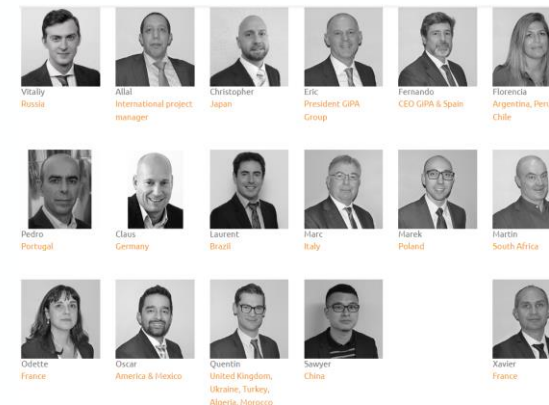 Vitaliy
Russia
Allal
International project
manager
Christopher
Japan
Eric
President GIPA
Group
Fernando
CEO GIPA & Spain
Florencia
Argentina, Per
Chile
Pedro
Portugal
Claus
Germany
Laurent
Brazil
Marc
Italy
Marek
Poland
Martin
South Africa
Odette
France
Oscar
America & Mexico
Quentin
United Kingdom,
Ukraine, Turkey,
Algeria, Morocco
Sawyer
China
Xavier
France